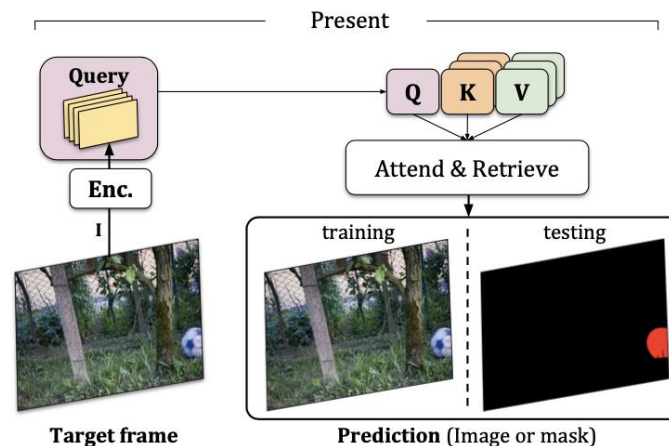 Present
Query
Q K V
Enc.
Attend & Retrieve
I
training testing
Target frame
Prediction (Image or mask)